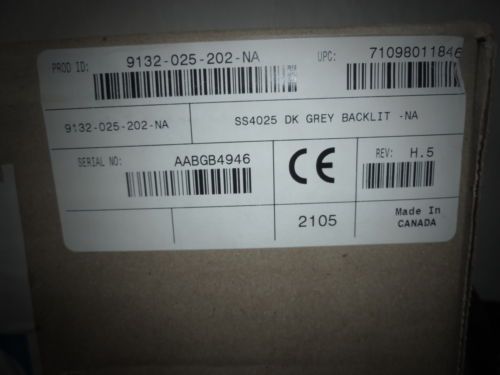 PROD ID: 9132-025-202-NA UPC: 71098011846
9132-025-202-NA SS4025 DK GREY BACKLIT -NA
SERIAL NO: AABGB4946 CE REV: H.5
2105 Made In
CANADA